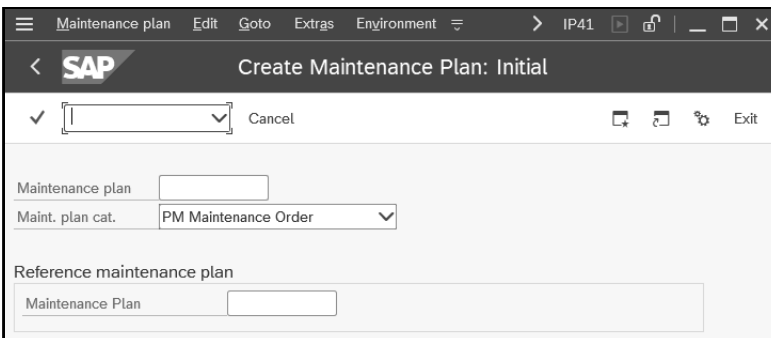 Maintenance plan Edit Goto Extras Environment IP41
SAP Create Maintenance Plan: Initial
Cancel Exit
Maintenance plan
Maint. plan cat. PM Maintenance Order
Reference maintenance plan
Maintenance Plan